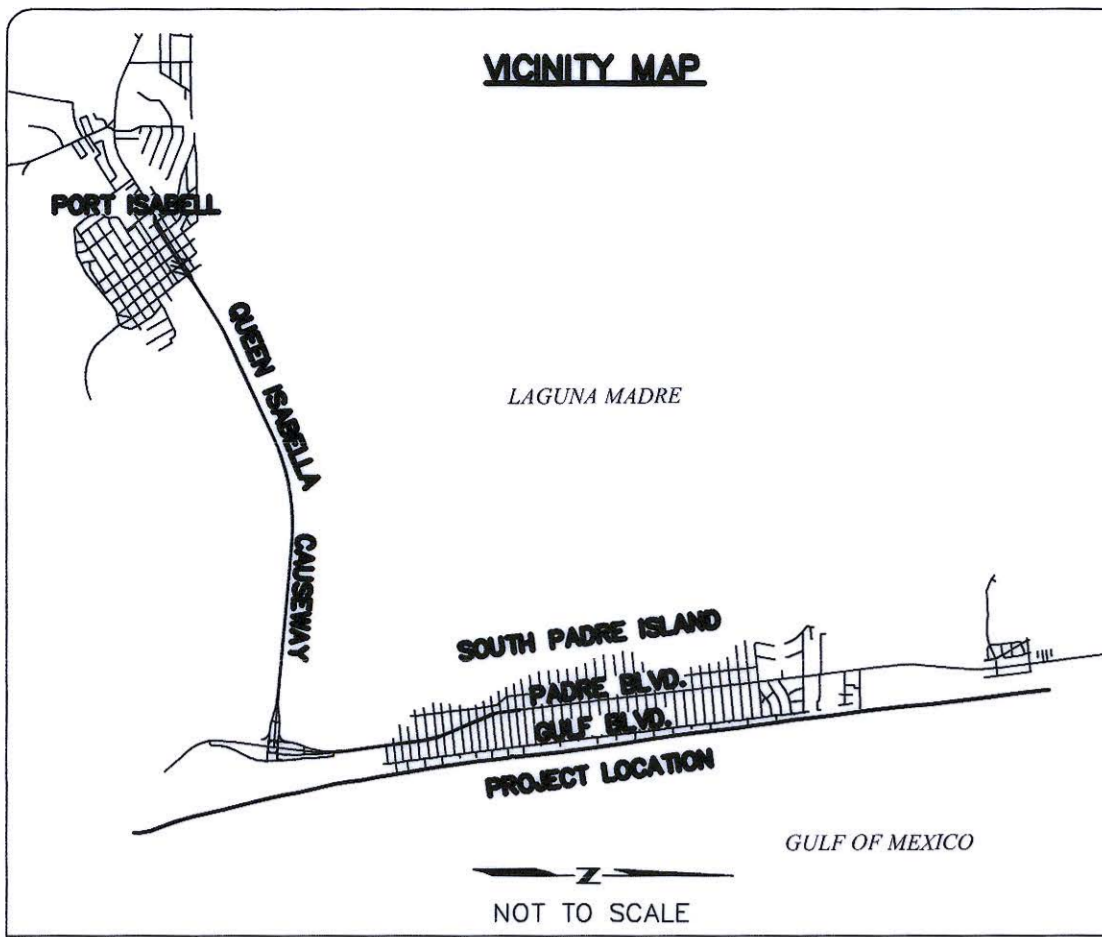 VICINITY MAP
PORT ISABELL
QUEEN ISABELLA
CAUSEWAY
LAGUNA MADRE
SOUTH PADRE ISLAND
PADRE BLVD.
GULF BLVD.
PROJECT LOCATION
GULF OF MEXICO
N
NOT TO SCALE